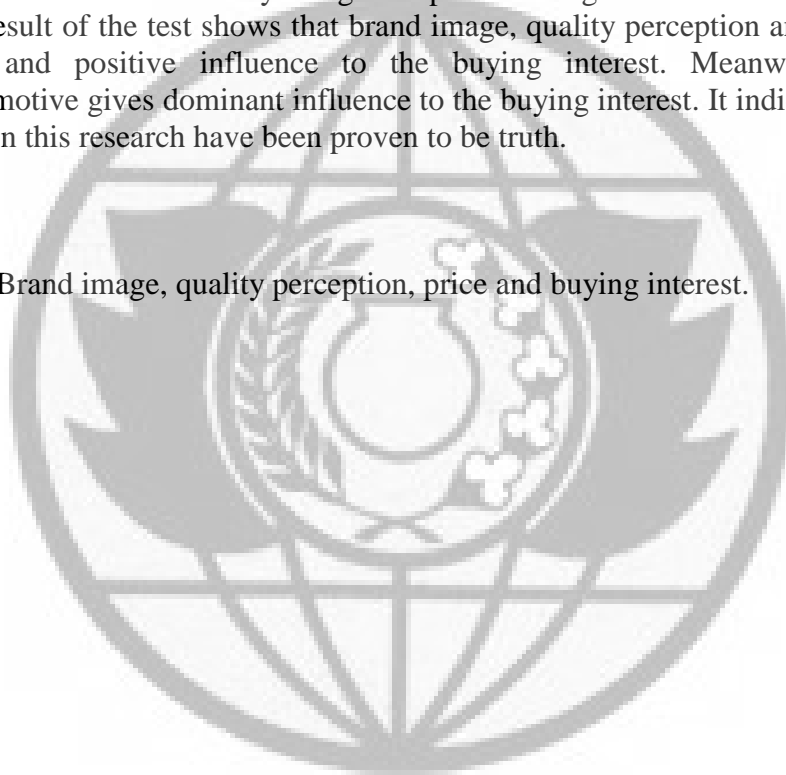 esult of the test shows that brand image, quality perception a
and positive influence to the buying interest. Meanw
motive gives dominant influence to the buying interest. It indi
n this research have been proven to be truth.
Brand image, quality perception, price and buying interest.